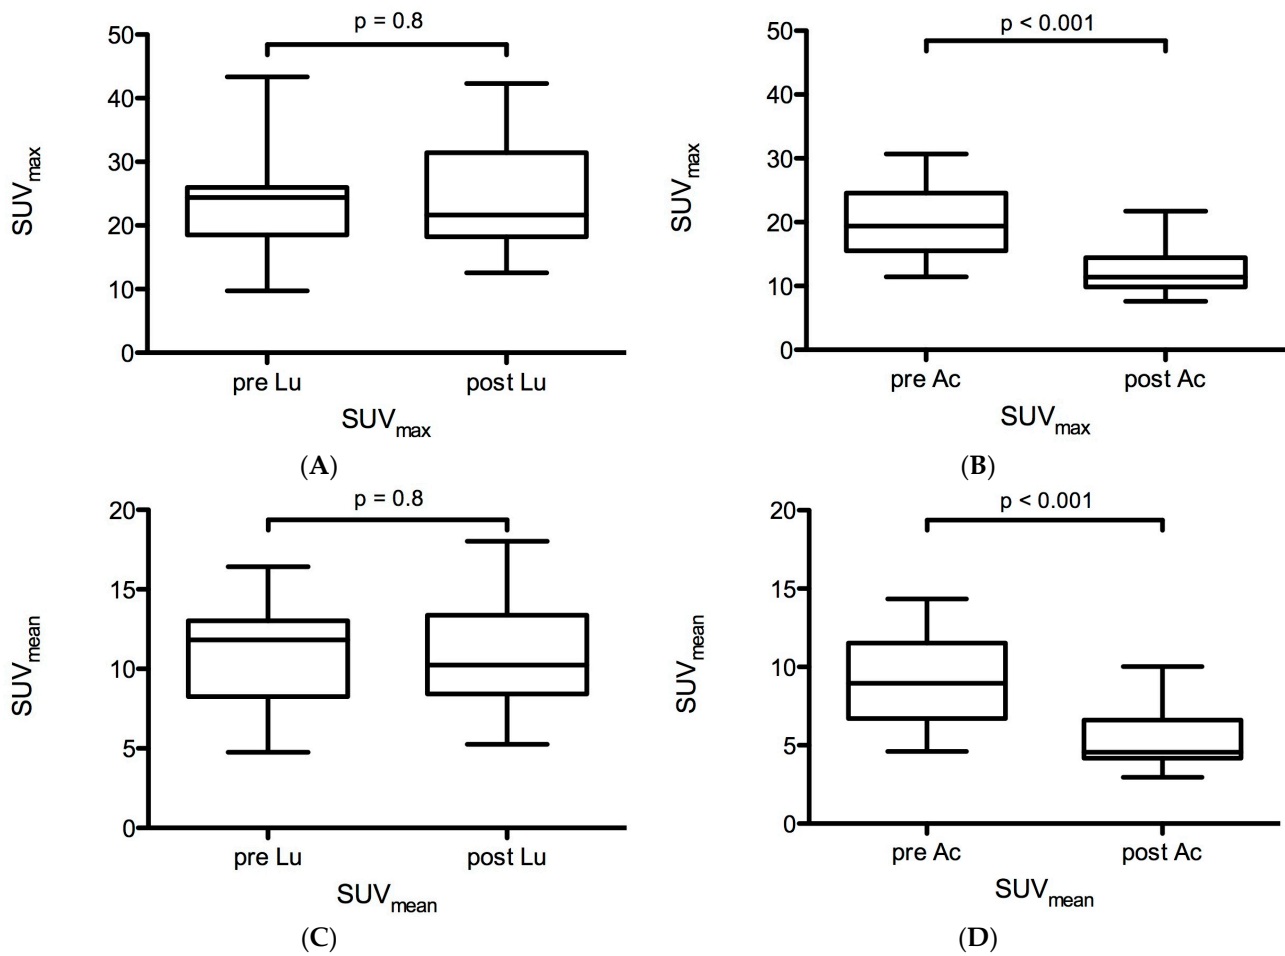 p = 0.8
50
40
30
20
10
0
SUVmax
pre Lu
post Lu
SUVmax
(A)
p < 0.001
50
40
30
20
10
0
SUVmax
pre Ac
post Ac
SUVmax
(B)
p = 0.8
20
15
10
5
0
SUVmean
pre Lu
post Lu
SUVmean
(C)
p < 0.001
20
15
10
5
0
SUVmean
pre Ac
post Ac
SUVmean
(D)